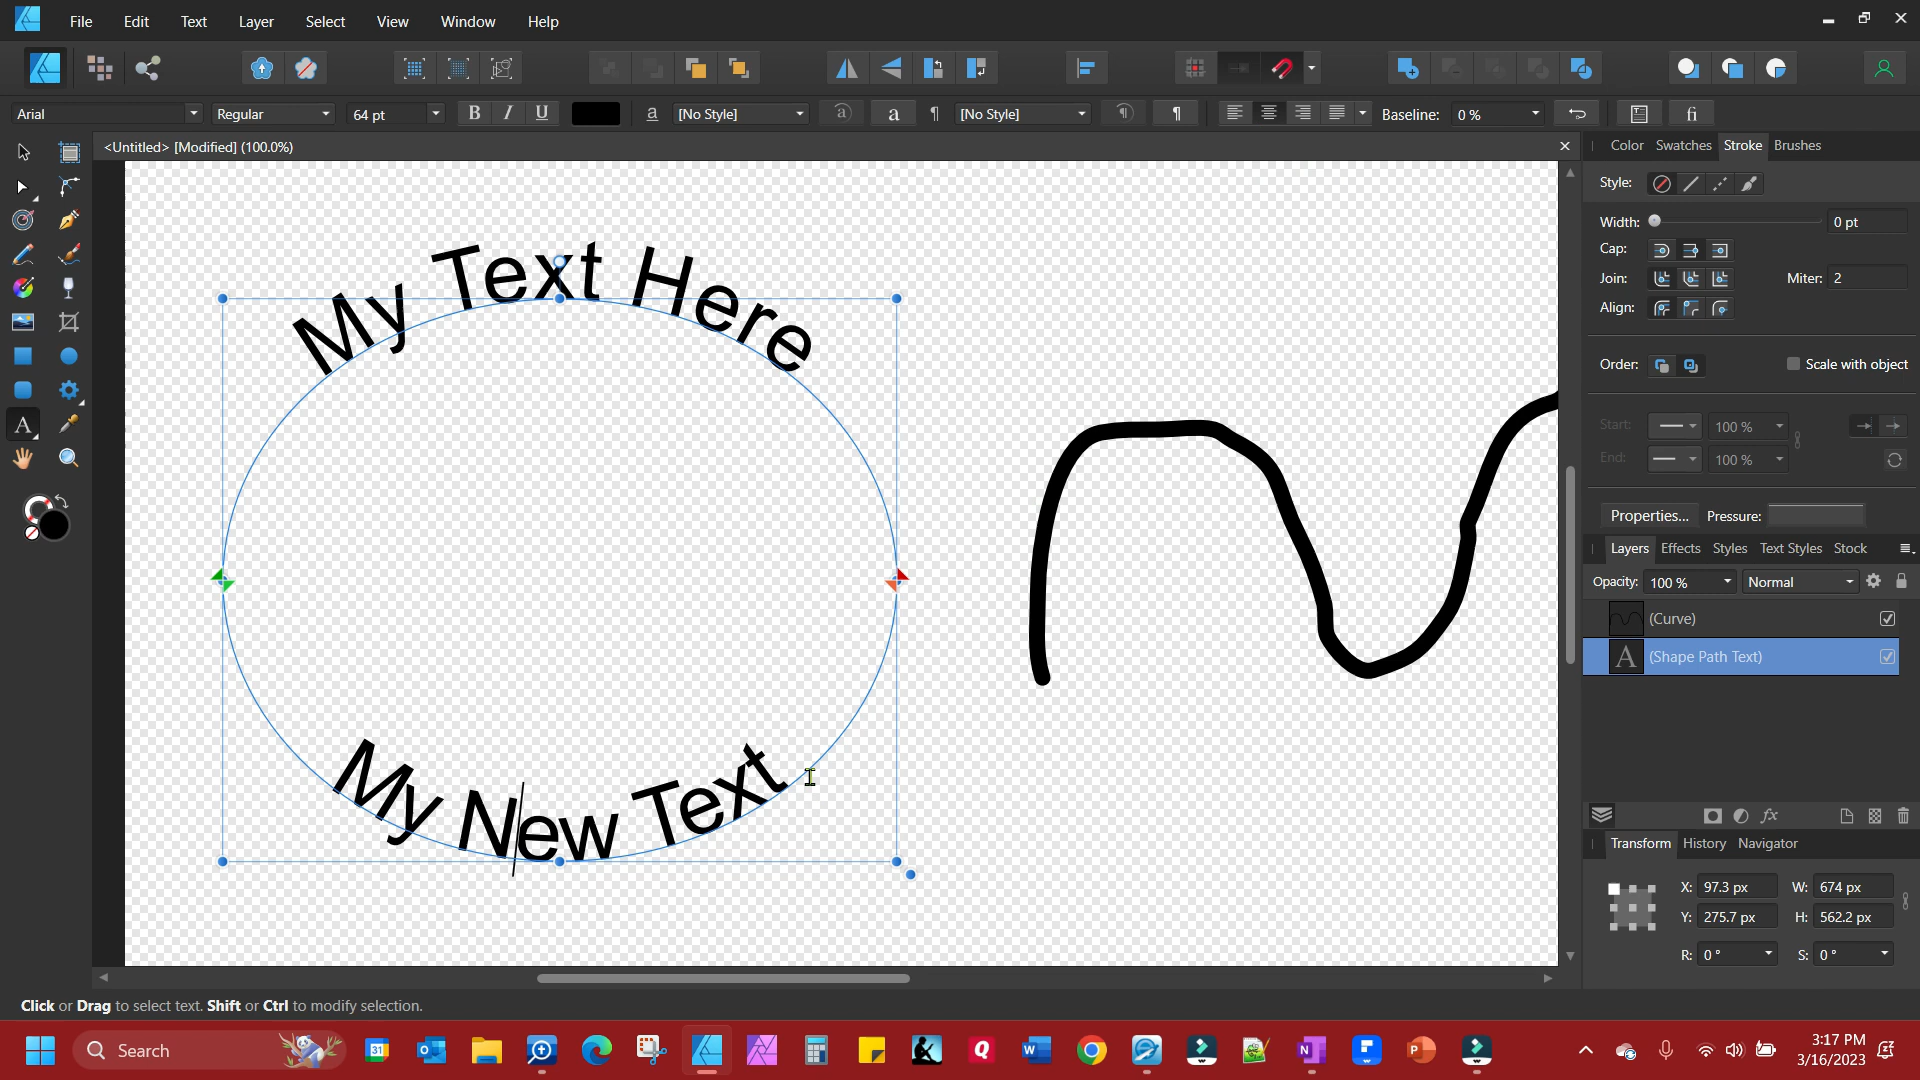 File Edit Text Layer Select View Window Help
Arial Regular 64 pt B I U a [No Style] a a ¶ [No Style] ¶ ¶ Baseline: 0 % fi
<Untitled> [Modified] (100.0%)
Color Swatches Stroke Brushes
Style:
Width: 0 pt
Cap:
Join: Miter: 2
Align:
Order: Scale with object
Start: 100 %
End: 100 %
Properties... Pressure:
Layers Effects Styles Text Styles Stock
Opacity: 100 % Normal
(Curve)
A (Shape Path Text)
fx
Transform History Navigator
X: 97.3 px W: 674 px
Y: 275.7 px H: 562.2 px
R: 0 ° S: 0 °
A
My Text Here
My New Text
Click or Drag to select text. Shift or Ctrl to modify selection.
Search
31
Q
W
N
P
3:17 PM
3/16/2023